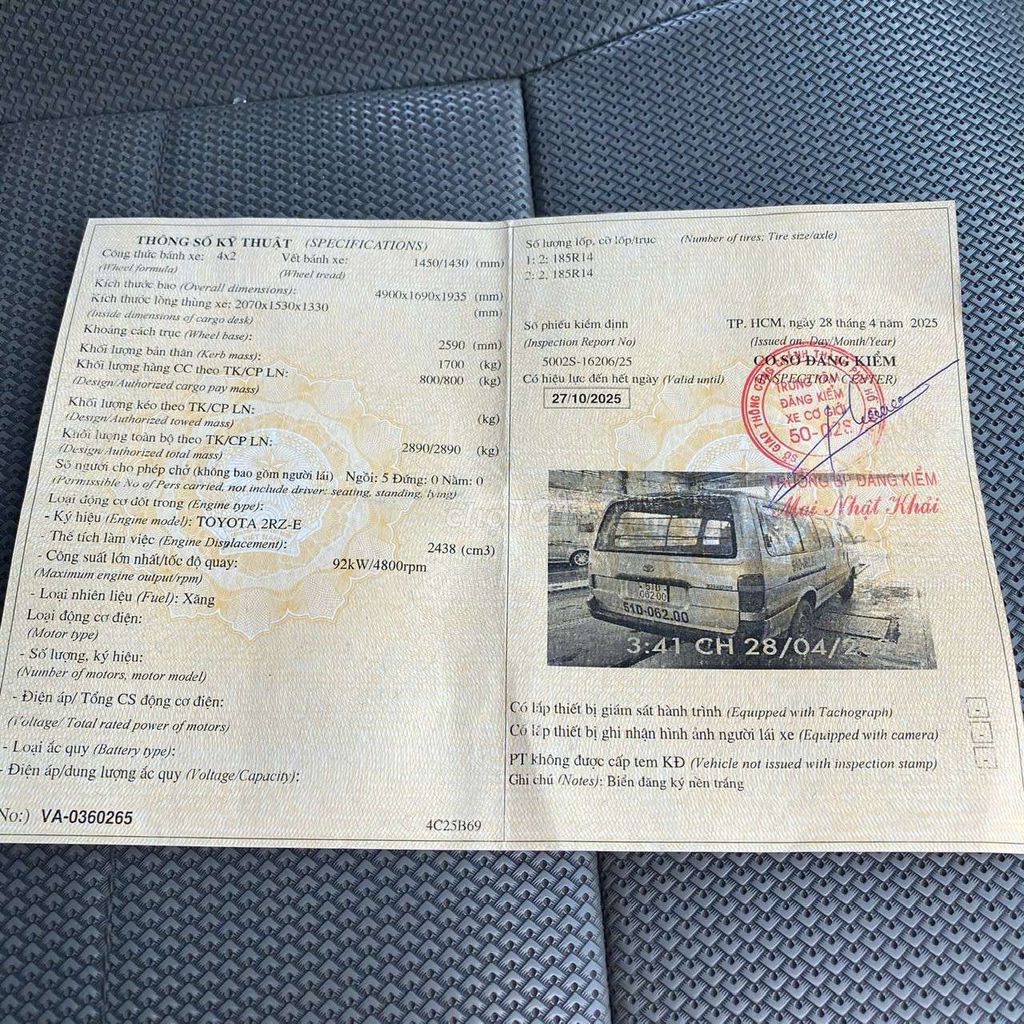 THÔNG SỐ KỸ THUẬT (SPECIFICATIONS)
Công thức bánh xe: 4x2 Vết bánh xe: 1450/1430 (mm)
(Wheel formula) (Wheel tread)
Kích thước bao (Overall dimensions): 4900x1690x1935 (mm)
Kích thước lòng thùng xe: 2070x1530x1330 (mm)
(Inside dimensions of cargo desk)
Khoảng cách trục (Wheel base): 2590 (mm)
Khối lượng bản thân (Kerb mass): 1700 (kg)
Khối lượng hàng CC theo TK/CP LN: 800/800 (kg)
(Design/Authorized cargo pay mass)
Khối lượng kéo theo TK/CP LN: (kg)
(Design/Authorized towed mass)
Khối lượng toàn bộ theo TK/CP LN: 2890/2890 (kg)
(Design/Authorized total mass)
Số người cho phép chở (không bao gồm người lái) Ngồi: 5 Đứng: 0 Nằm: 0
(Permissible No of Pers carried, not include driver: seating, standing, lying)
Loại động cơ đốt trong (Engine type):
- Ký hiệu (Engine model): TOYOTA 2RZ-E
- Thể tích làm việc (Engine Displacement): 2438 (cm3)
- Công suất lớn nhất/tốc độ quay: 92kW/4800rpm
(Maximum engine output/rpm)
- Loại nhiên liệu (Fuel): Xăng
Loại động cơ điện:
(Motor type)
- Số lượng, ký hiệu:
(Number of motors, motor model)
- Điện áp/ Tổng CS động cơ điện:
(Voltage/ Total rated power of motors)
- Loại ắc quy (Battery type):
- Điện áp/dung lượng ắc quy (Voltage/Capacity):
No:) VA-0360265
4C25B69
Số lượng lốp, cỡ lốp/trục (Number of tires; Tire size/axle)
1: 2; 185R14
2: 2, 185R14
Số phiếu kiểm định
(Inspection Report No)
5002S-16206/25
Có hiệu lực đến hết ngày (Valid until)
27/10/2025
TP. HCM, ngày 28 tháng 4 năm 2025
(Issued on: Day/Month/Year)
CƠ SỞ ĐĂNG KIỂM
(INSPECTION CENTER)
TRUNG TÂM
ĐĂNG KIỂM
XE CƠ GIỚI
50-02S
TRƯỞNG BP ĐĂNG KIỂM
Mai Nhật Khải
51D
062.00
51D-062.00
3:41 CH 28/04/2
Có lắp thiết bị giám sát hành trình (Equipped with Tachograph)
Có lắp thiết bị ghi nhận hình ảnh người lái xe (Equipped with camera)
PT không được cấp tem KĐ (Vehicle not issued with inspection stamp)
Ghi chú (Notes): Biển đăng ký nền trắng